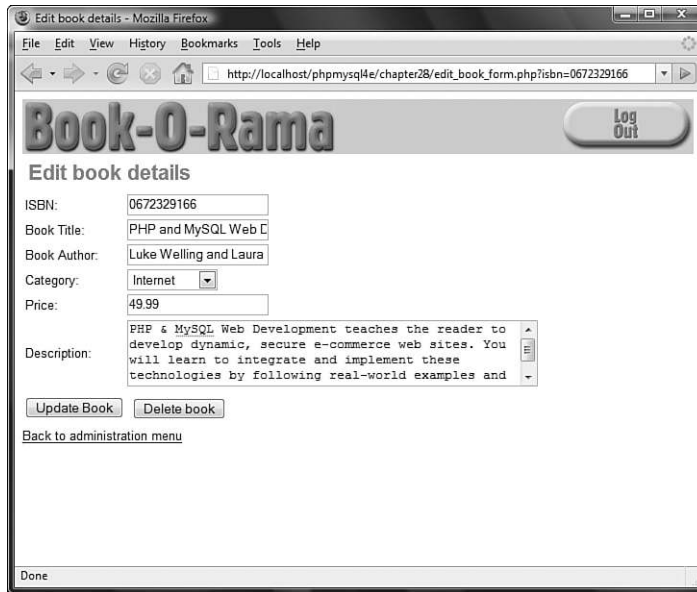 Edit book details - Mozilla Firefox
File Edit View History Bookmarks Tools Help
http://localhost/phpmysql4e/chapter28/edit_book_form.php?isbn=0672329166
Book-O-Rama
Log
Out
Edit book details
ISBN: 0672329166
Book Title: PHP and MySQL Web D
Book Author: Luke Welling and Laura
Category: Internet
Price: 49.99
Description:
PHP & MySQL Web Development teaches the reader to
develop dynamic, secure e-commerce web sites. You
will learn to integrate and implement these
technologies by following real-world examples and
Update Book Delete book
Back to administration menu
Done